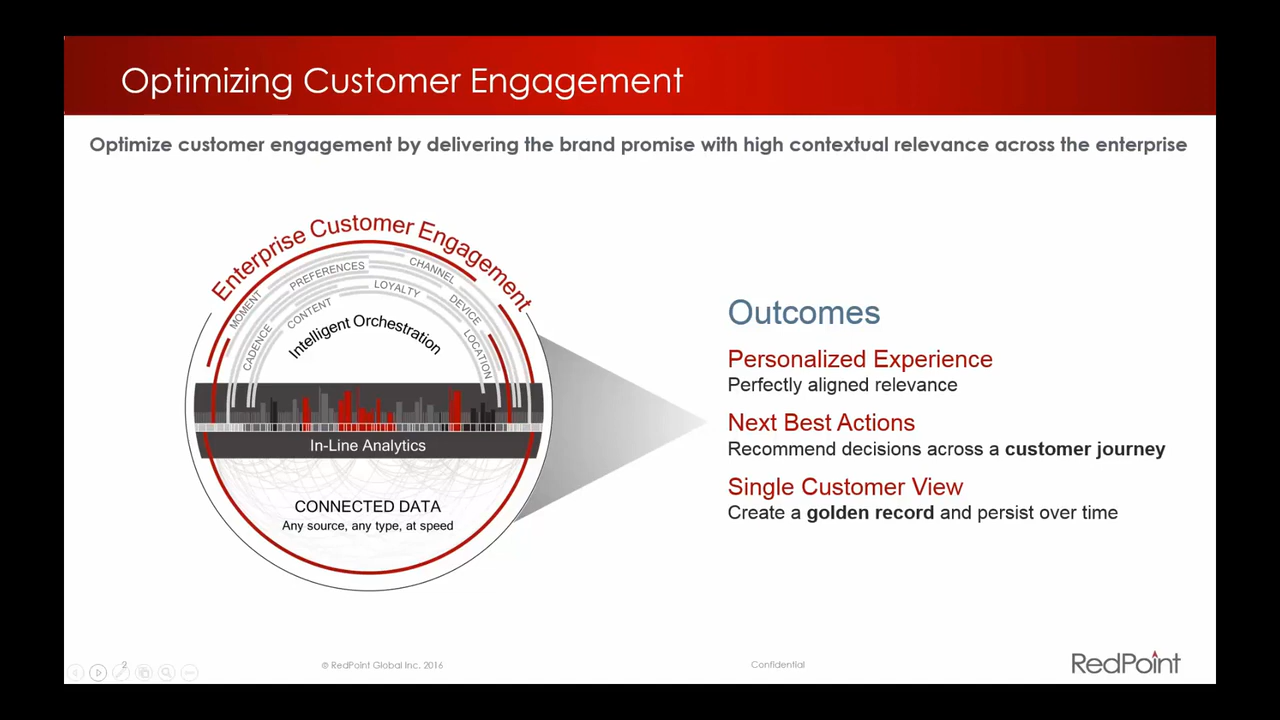 Optimizing Customer Engagement
Optimize customer engagement by delivering the brand promise with high contextual relevance across the enterprise
Enterprise Customer Engagement
MOMENT
PREFERENCES
CHANNEL
CADENCE
CONTENT
LOYALTY
DEVICE
LOCATION
Intelligent Orchestration
In-Line Analytics
CONNECTED DATA
Any source, any type, at speed
Outcomes
Personalized Experience
Perfectly aligned relevance
Next Best Actions
Recommend decisions across a customer journey
Single Customer View
Create a golden record and persist over time
2
© RedPoint Global Inc. 2016
Confidential
RedPoint